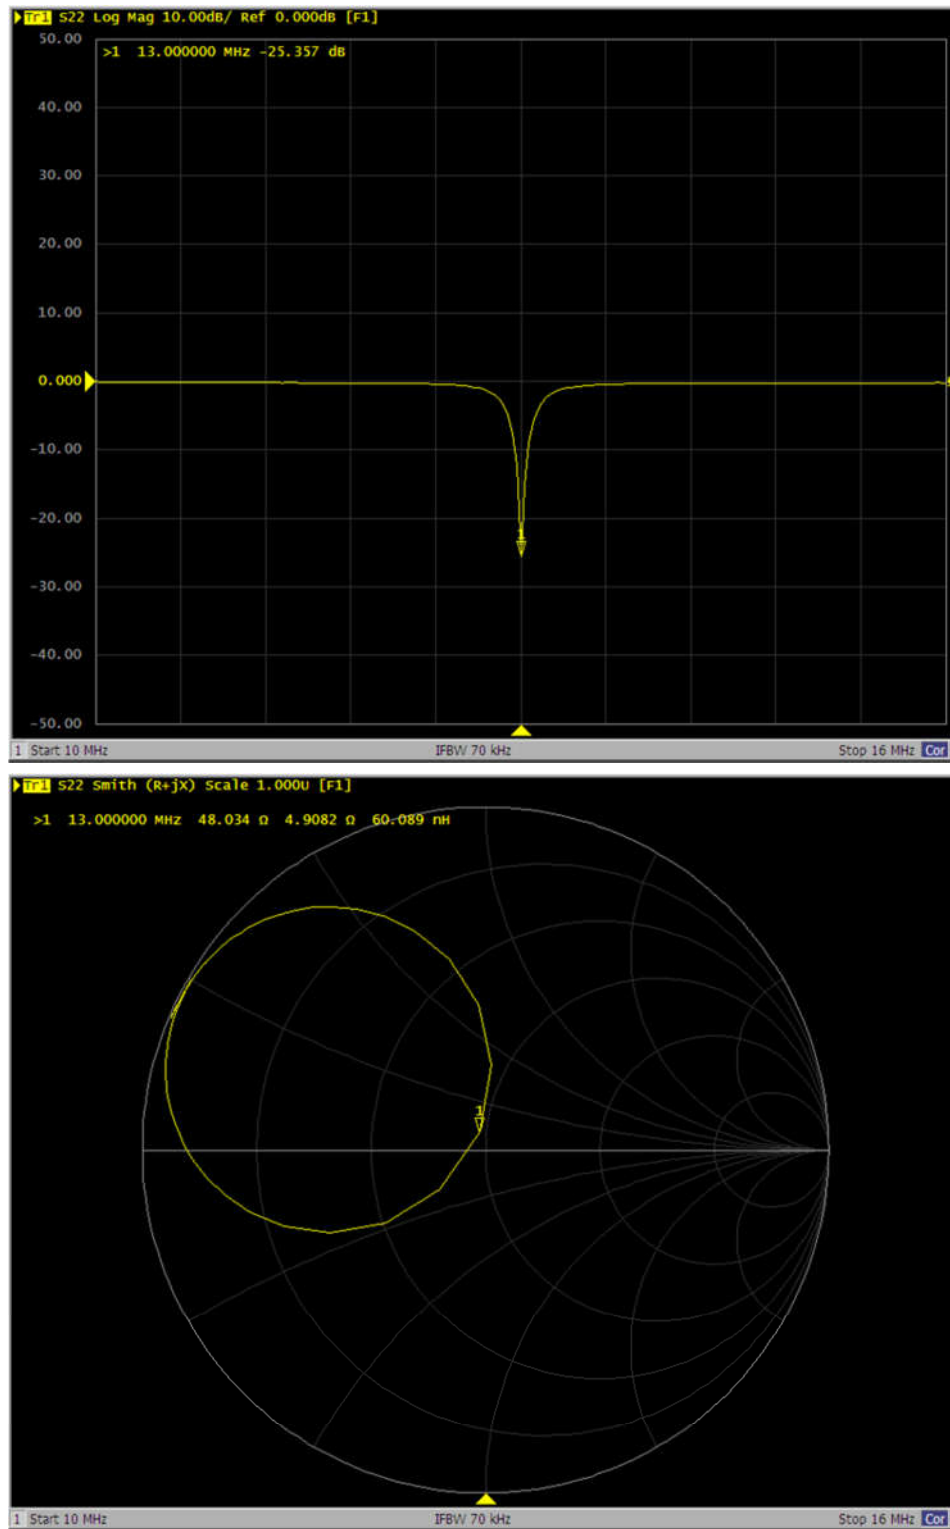 Tr1 S22 Log Mag 10.00dB/ Ref 0.000dB [F1]
50.00
>1 13.000000 MHz -25.357 dB
40.00
30.00
20.00
10.00
0.000
-10.00
-20.00
1
-30.00
-40.00
-50.00
1 Start 10 MHz IFBW 70 kHz Stop 16 MHz Cor
Tr1 S22 Smith (R+jX) Scale 1.000U [F1]
>1 13.000000 MHz 48.034 Ω 4.9082 Ω 60.089 nH
1
1 Start 10 MHz IFBW 70 kHz Stop 16 MHz Cor